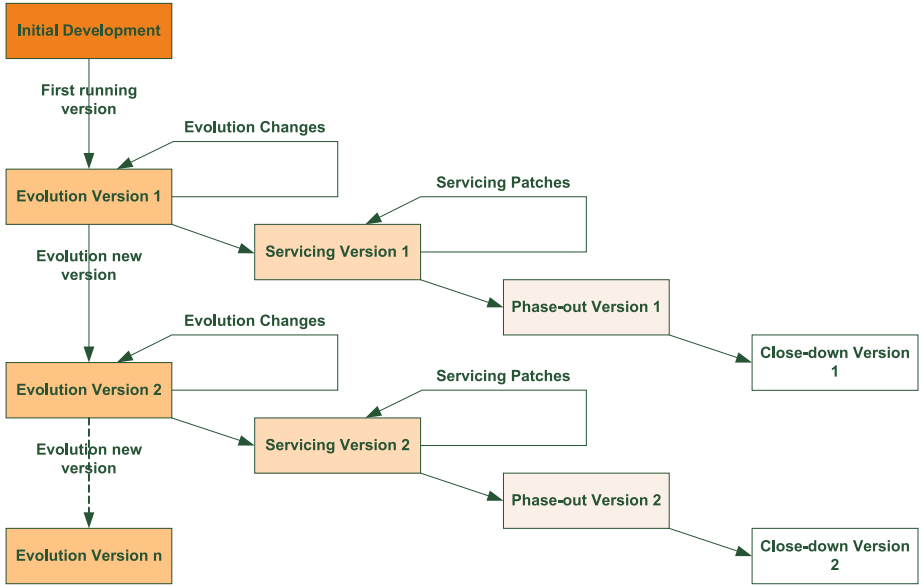 Initial Development
First running
version
Evolution Changes
Evolution Version 1
Servicing Patches
Servicing Version 1
Evolution new
version
Phase-out Version 1
Evolution Changes
Close-down Version
1
Evolution Version 2
Servicing Patches
Servicing Version 2
Evolution new
version
Phase-out Version 2
Evolution Version n
Close-down Version
2